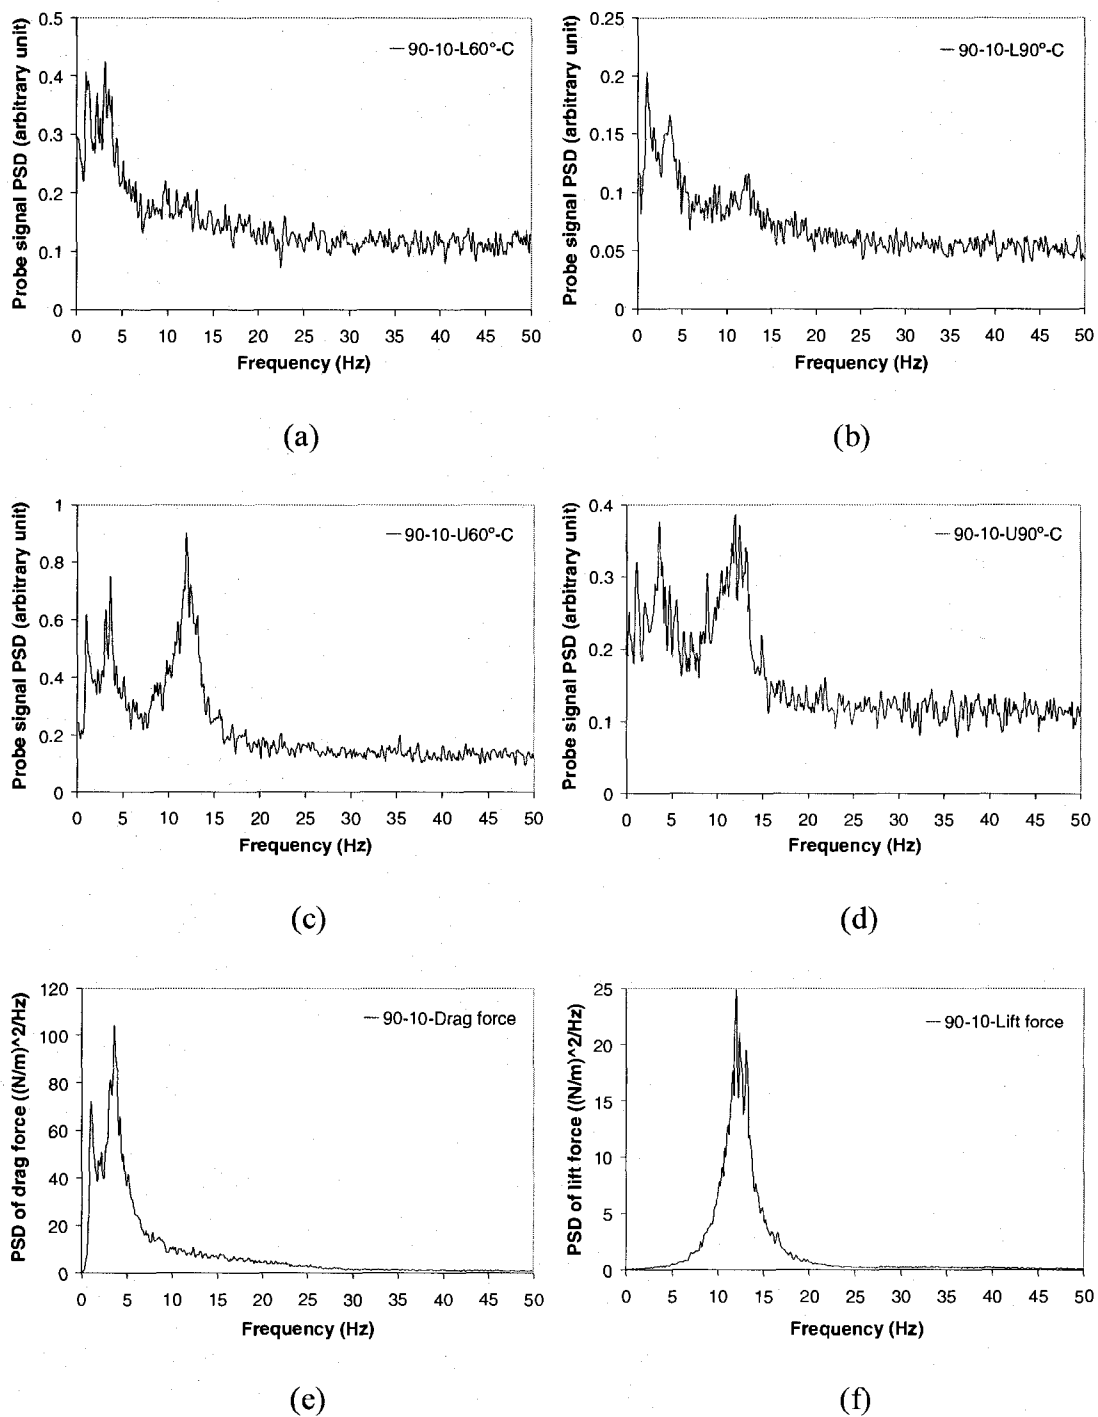 Probe signal PSD (arbitrary unit)
0.5
0.4
0.3
0.2
0.1
0
90-10-L60°-C
0 5 10 15 20 25 30 35 40 45 50
Frequency (Hz)
(a)
Probe signal PSD (arbitrary unit)
0.25
0.2
0.15
0.1
0.05
0
90-10-L90º-C
0 5 10 15 20 25 30 35 40 45 50
Frequency (Hz)
(b)
Probe signal PSD (arbitrary unit)
1
0.8
0.6
0.4
0.2
0
90-10-U60º-C
0 5 10 15 20 25 30 35 40 45 50
Frequency (Hz)
(c)
Probe signal PSD (arbitrary unit)
0.4
0.3
0.2
0.1
0
90-10-U90º-C
0 5 10 15 20 25 30 35 40 45 50
Frequency (Hz)
(d)
PSD of drag force ((N/m)^2/Hz)
120
100
80
60
40
20
0
90-10-Drag force
0 5 10 15 20 25 30 35 40 45 50
Frequency (Hz)
(e)
PSD of lift force ((N/m)^2/Hz)
25
20
15
10
5
0
90-10-Lift force
0 5 10 15 20 25 30 35 40 45 50
Frequency (Hz)
(f)